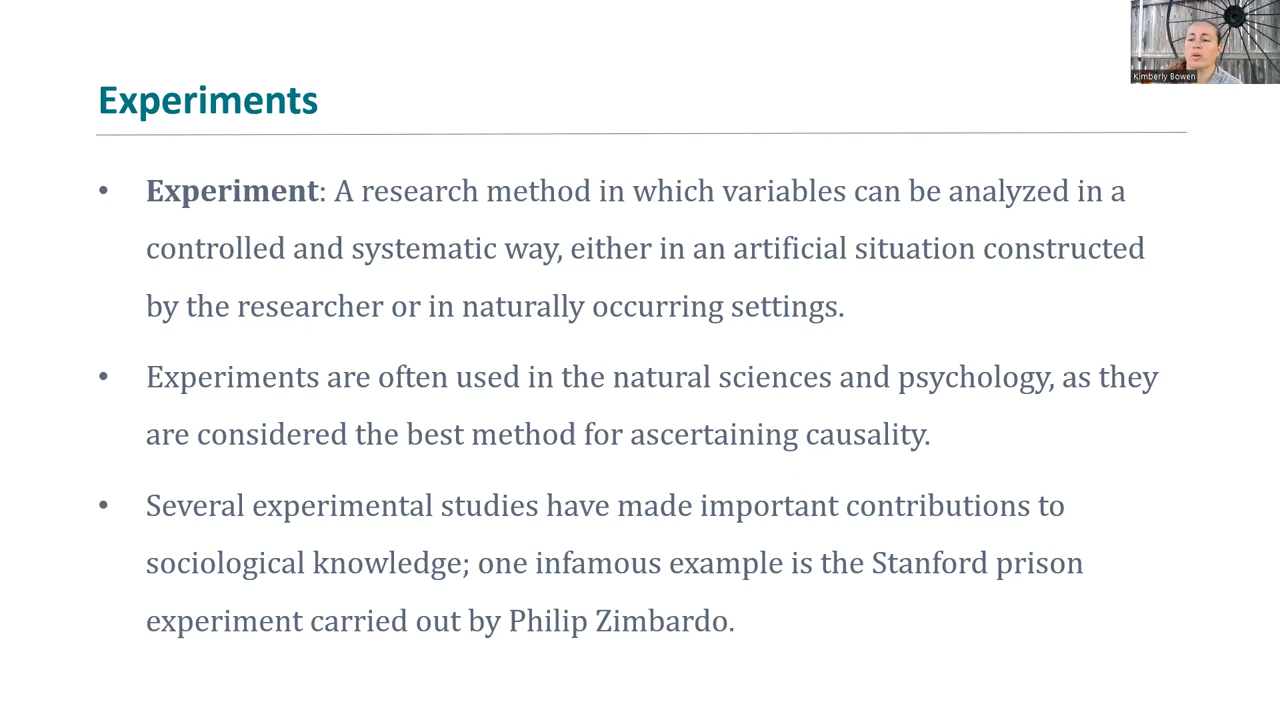 Kimberly Bowen
Experiments
• Experiment: A research method in which variables can be analyzed in a
controlled and systematic way, either in an artificial situation constructed
by the researcher or in naturally occurring settings.
• Experiments are often used in the natural sciences and psychology, as they
are considered the best method for ascertaining causality.
• Several experimental studies have made important contributions to
sociological knowledge; one infamous example is the Stanford prison
experiment carried out by Philip Zimbardo.